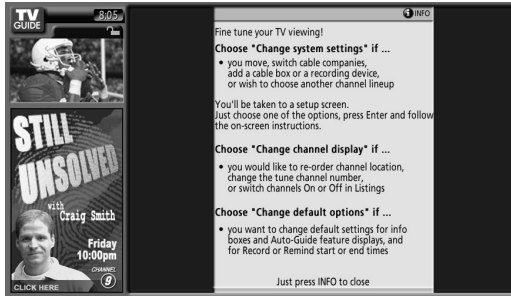 TV
GUIDE
8:05
STILL
UNSOLVED
with
Craig Smith
Friday
10:00pm
CHANNEL
9
CLICK HERE
INFO
Fine tune your TV viewing!
Choose "Change system settings" if ...
• you move, switch cable companies,
add a cable box or a recording device,
or wish to choose another channel lineup
You'll be taken to a setup screen.
Just choose one of the options, press Enter and follow
the on-screen instructions.
Choose "Change channel display" if ...
• you would like to re-order channel location,
change the tune channel number,
or switch channels On or Off in Listings
Choose "Change default options" if ...
• you want to change default settings for info
boxes and Auto-Guide feature displays, and
for Record or Remind start or end times
Just press INFO to close